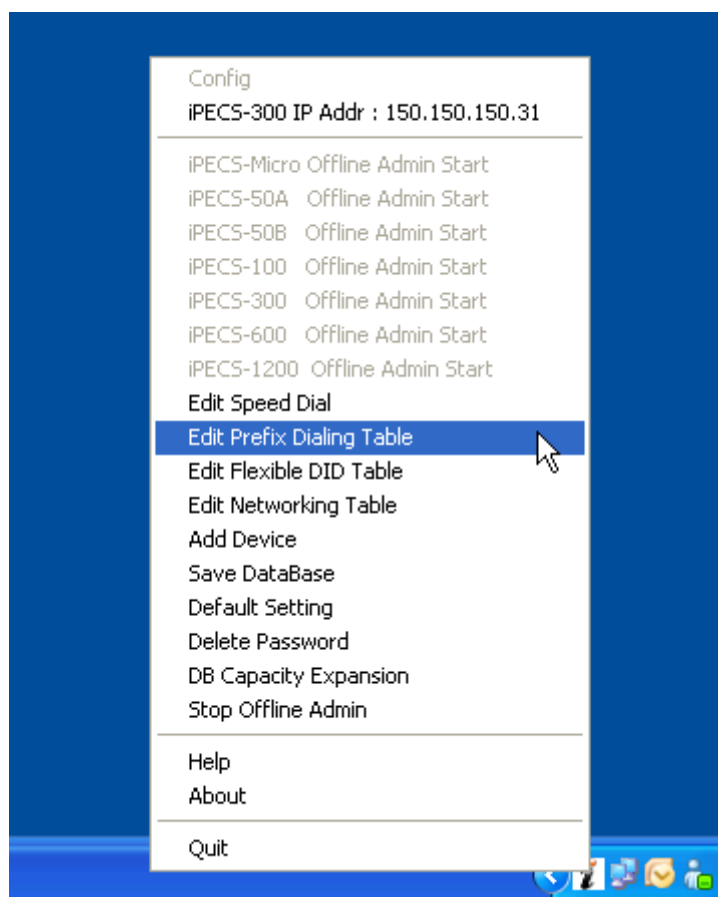 Config
iPECS-300 IP Addr : 150.150.150.31
iPECS-Micro Offline Admin Start
iPECS-50A Offline Admin Start
iPECS-50B Offline Admin Start
iPECS-100 Offline Admin Start
iPECS-300 Offline Admin Start
iPECS-600 Offline Admin Start
iPECS-1200 Offline Admin Start
Edit Speed Dial
Edit Prefix Dialing Table
Edit Flexible DID Table
Edit Networking Table
Add Device
Save DataBase
Default Setting
Delete Password
DB Capacity Expansion
Stop Offline Admin
Help
About
Quit